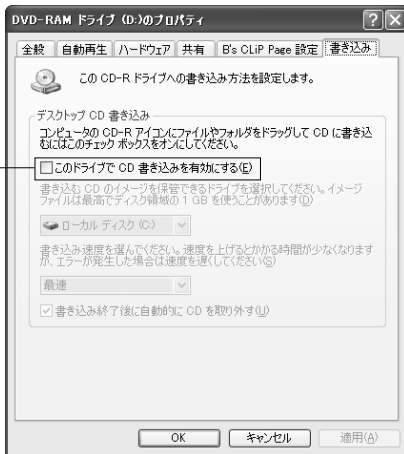 DVD-RAM ドライブ (D:)のプロパティ
全般 自動再生 ハードウェア 共有 B's CLiP Page 設定 書き込み
この CD-R ドライブへの書き込み方法を設定します。
デスクトップ CD 書き込み
コンピュータの CD-R アイコンにファイルやフォルダをドラッグして CD に書き込
むにはこのチェック ボックスをオンにしてください。
このドライブで CD 書き込みを有効にする(E)
書き込む CD のイメージを保管できるドライブを選択してください。イメージ
ファイルは最高でディスク領域の 1 GB を使うことがあります(D)
ローカル ディスク (C:)
書き込み速度を選んでください。速度を上げるとかかる時間が少なくなります
が、エラーが発生した場合は速度を遅くしてください(S)
最速
書き込み終了後に自動的に CD を取り外す(U)
OK キャンセル 適用(A)